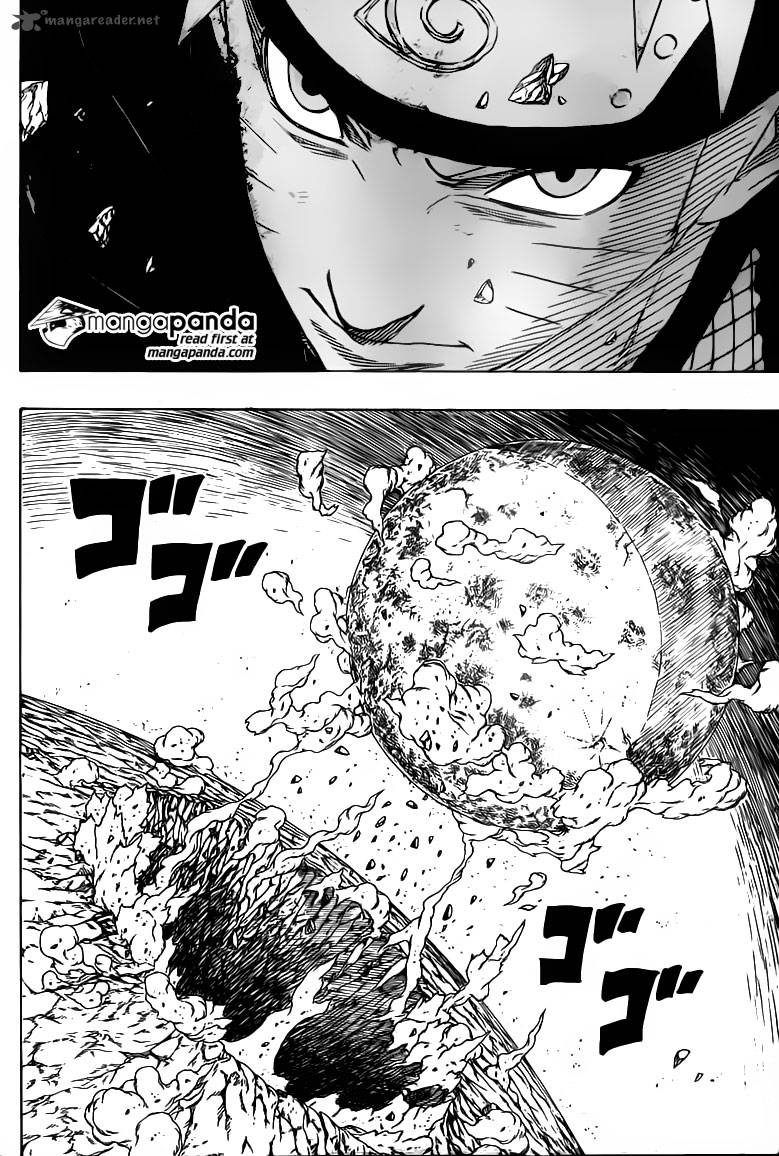 mangareader.net
mangapanda
read first at
mangapanda.com
ゴゴ
ゴゴ